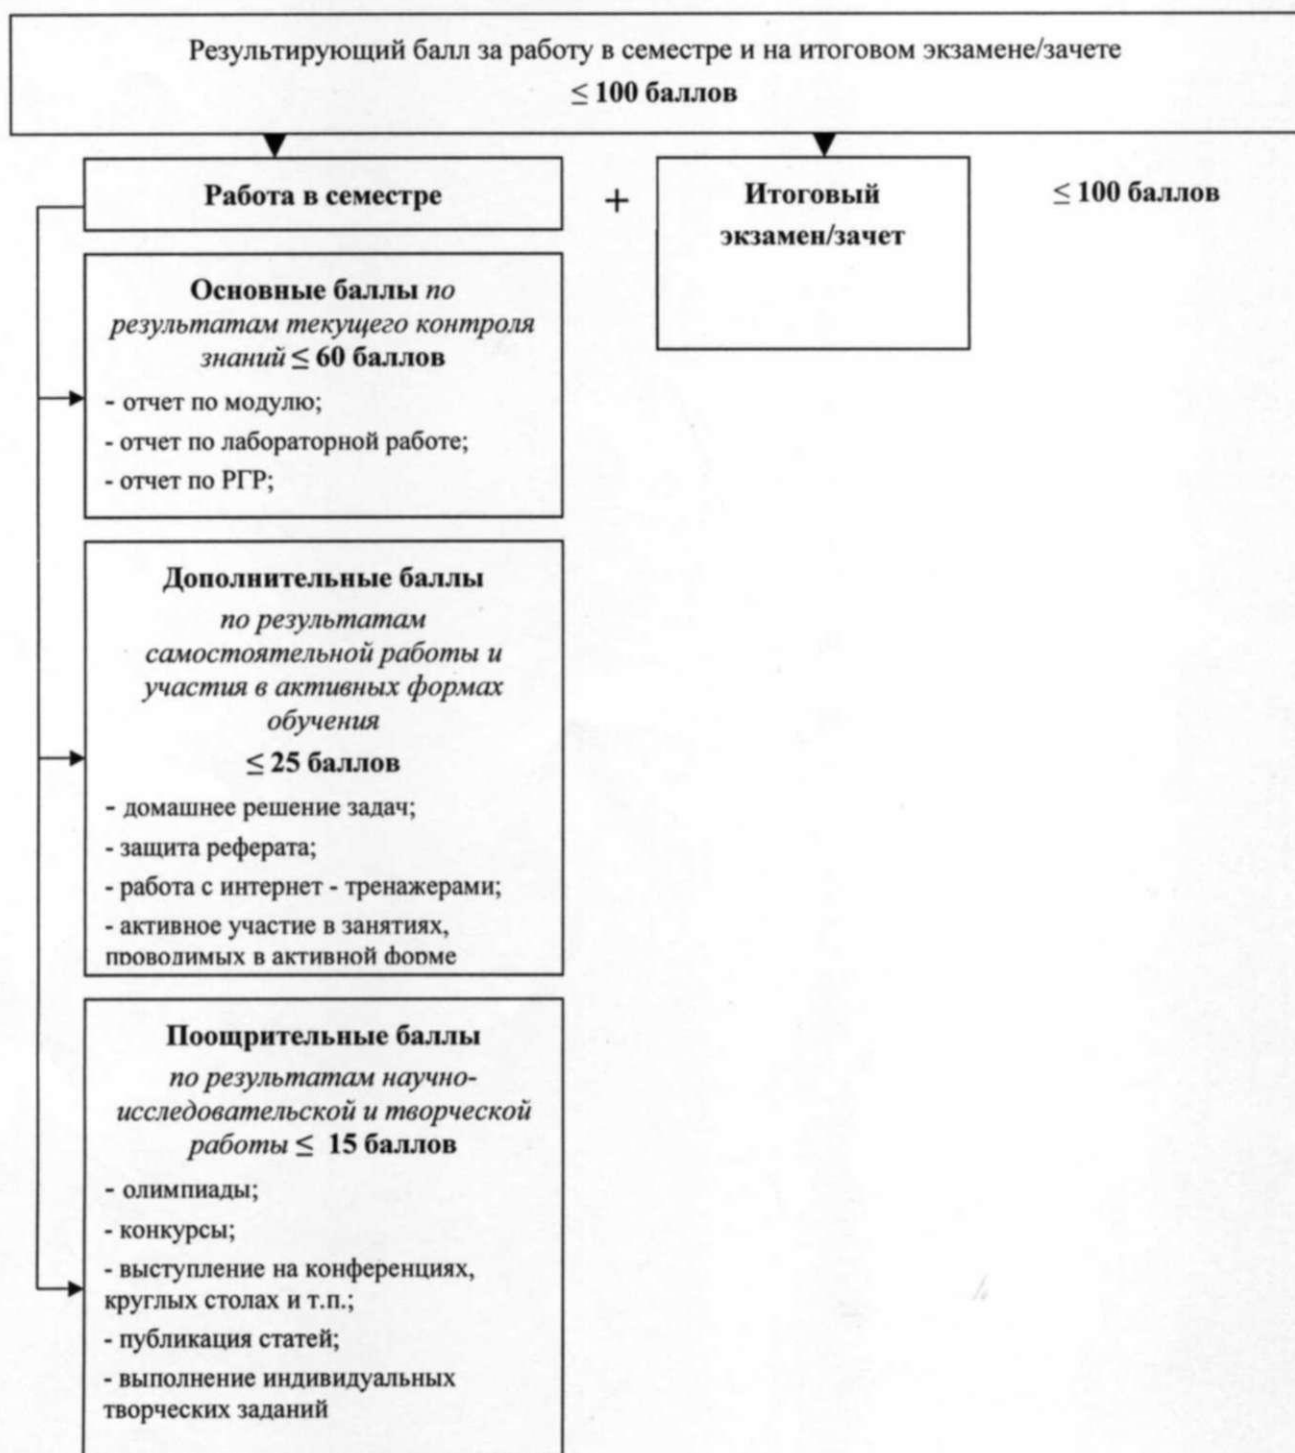 Результирующий балл за работу в семестре и на итоговом экзамене/зачете
≤ 100 баллов
Работа в семестре
+
Итоговый
экзамен/зачет
≤ 100 баллов
Основные баллы по
результатам текущего контроля
знаний ≤ 60 баллов
- отчет по модулю;
- отчет по лабораторной работе;
- отчет по РГР;
Дополнительные баллы
по результатам
самостоятельной работы и
участия в активных формах
обучения
≤ 25 баллов
- домашнее решение задач;
- защита реферата;
- работа с интернет - тренажерами;
- активное участие в занятиях,
проводимых в активной форме
Поощрительные баллы
по результатам научно-
исследовательской и творческой
работы ≤ 15 баллов
- олимпиады;
- конкурсы;
- выступление на конференциях,
круглых столах и т.п.;
- публикация статей;
- выполнение индивидуальных
творческих заданий